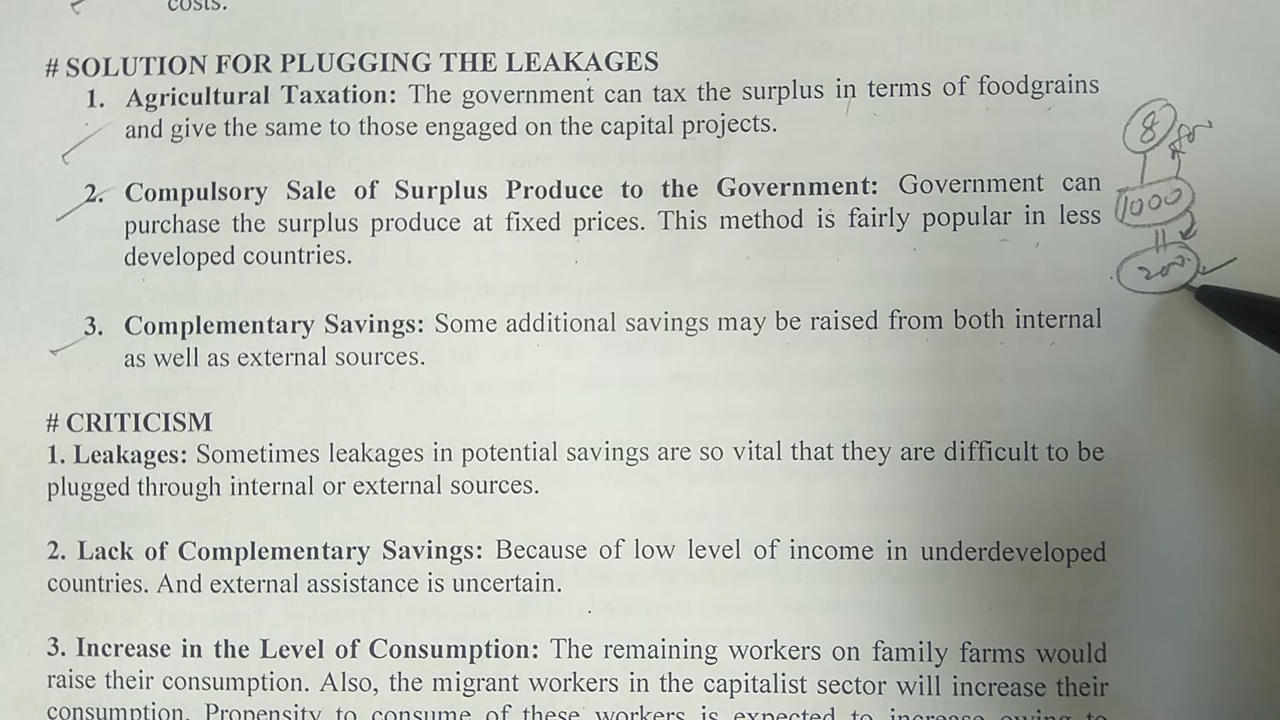 costs.
# SOLUTION FOR PLUGGING THE LEAKAGES
1. Agricultural Taxation: The government can tax the surplus in terms of foodgrains
and give the same to those engaged on the capital projects.
8
2. Compulsory Sale of Surplus Produce to the Government: Government can
purchase the surplus produce at fixed prices. This method is fairly popular in less
1000
developed countries.
200
3. Complementary Savings: Some additional savings may be raised from both internal
as well as external sources.
# CRITICISM
1. Leakages: Sometimes leakages in potential savings are so vital that they are difficult to be
plugged through internal or external sources.
2. Lack of Complementary Savings: Because of low level of income in underdeveloped
countries. And external assistance is uncertain.
3. Increase in the Level of Consumption: The remaining workers on family farms would
raise their consumption. Also, the migrant workers in the capitalist sector will increase their
consumption. Propensity to consume of these workers is expected to increase owing to